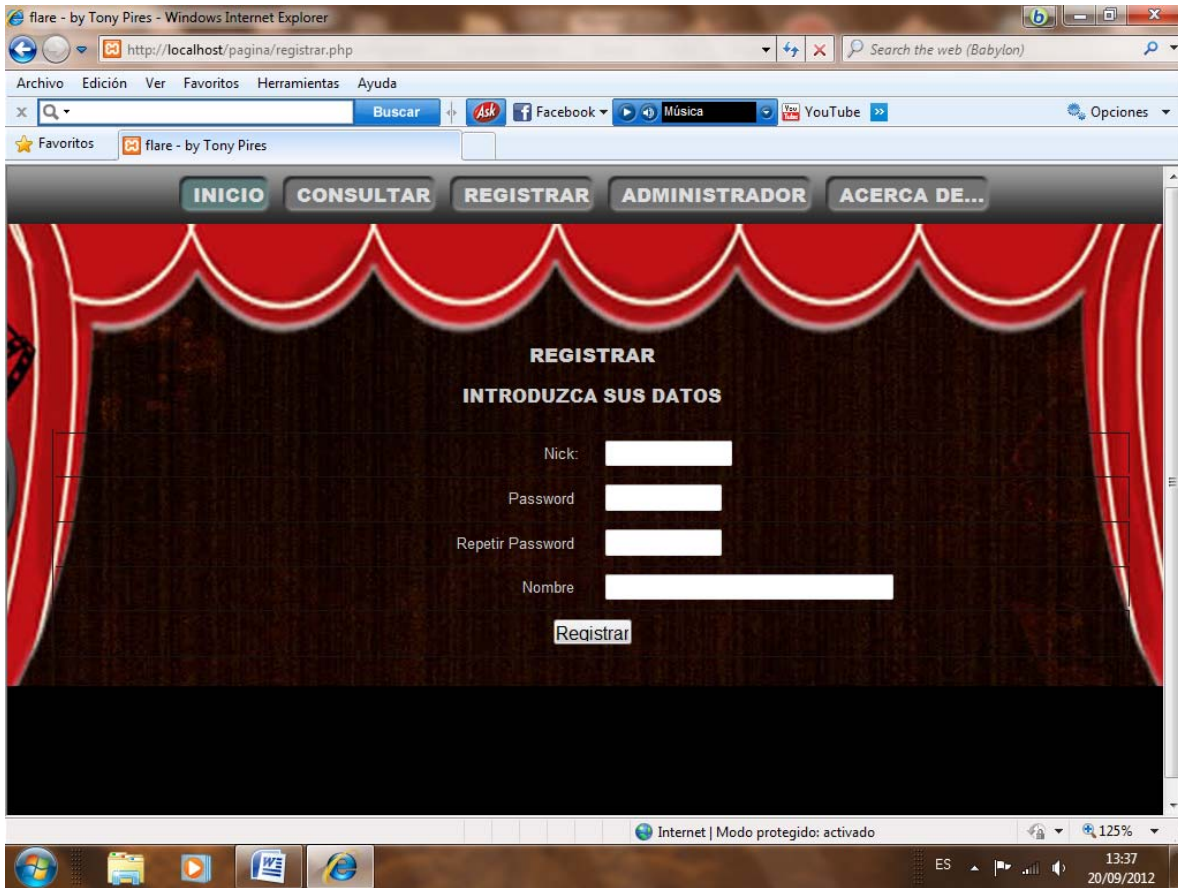 flare - by Tony Pires - Windows Internet Explorer
http://localhost/pagina/registrar.php
Search the web (Babylon)
Archivo Edición Ver Favoritos Herramientas Ayuda
Buscar Ask Facebook Música YouTube Opciones
Favoritos flare - by Tony Pires
INICIO CONSULTAR REGISTRAR ADMINISTRADOR ACERCA DE...
REGISTRAR
INTRODUZCA SUS DATOS
Nick:
Password
Repetir Password
Nombre
Registrar
Internet | Modo protegido: activado 125%
ES 13:37
20/09/2012